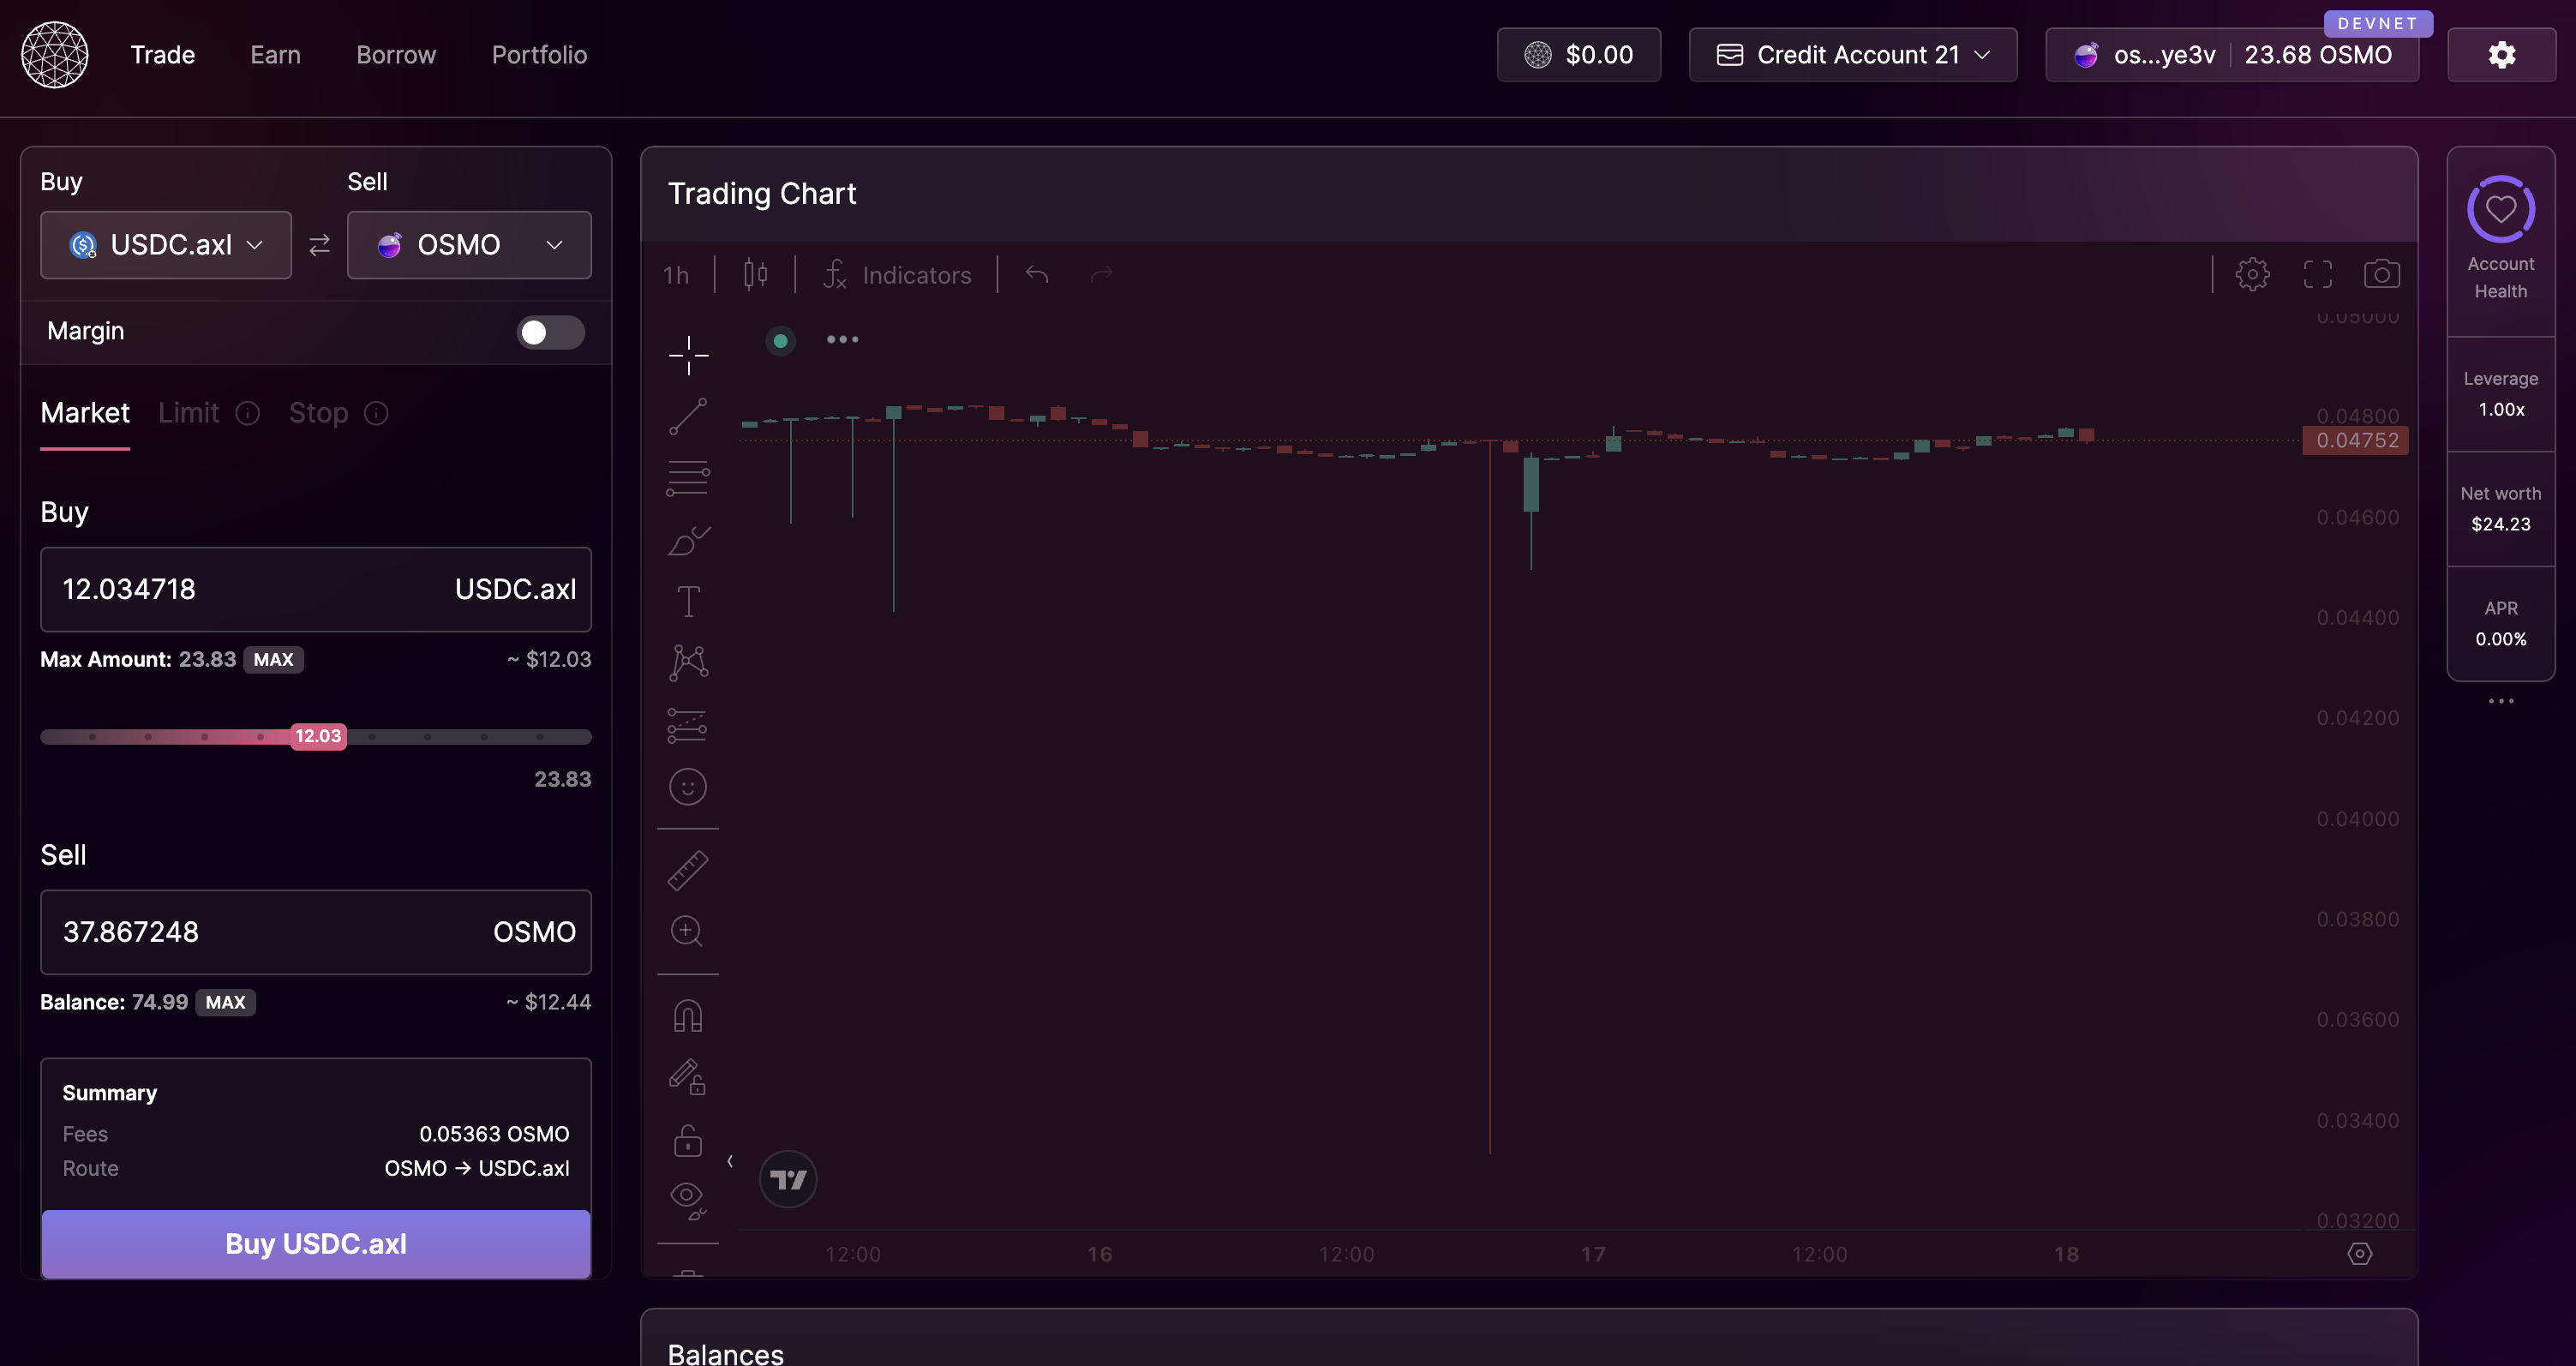 DEVNET
Trade Earn Borrow Portfolio $0.00 Credit Account 21 os...ye3v 23.68 OSMO
Buy Sell
USDC.axl OSMO
Margin
Market Limit Stop
Buy
12.034718 USDC.axl
Max Amount: 23.83 MAX ~ $12.03
12.03
23.83
Sell
37.867248 OSMO
Balance: 74.99 MAX ~ $12.44
Summary
Fees 0.05363 OSMO
Route OSMO → USDC.axl
Buy USDC.axl
Trading Chart
1h Indicators
0.05000
0.04800
0.04752
0.04600
0.04400
0.04200
0.04000
0.03800
0.03600
0.03400
0.03200
12:00 16 12:00 17 12:00 18
Balances
Account
Health
Leverage
1.00x
Net worth
$24.23
APR
0.00%